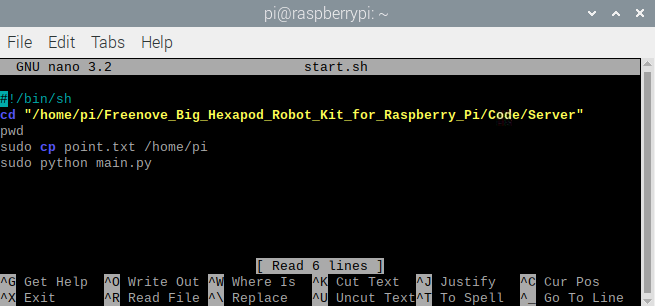 pi@raspberrypi: ~
File Edit Tabs Help
GNU nano 3.2 start.sh
#!/bin/sh
cd "/home/pi/Freenove_Big_Hexapod_Robot_Kit_for_Raspberry_Pi/Code/Server"
pwd
sudo cp point.txt /home/pi
sudo python main.py
[ Read 6 lines ]
^G Get Help ^O Write Out ^W Where Is ^K Cut Text ^J Justify ^C Cur Pos
^X Exit ^R Read File ^\ Replace ^U Uncut Text ^T To Spell ^_ Go To Line